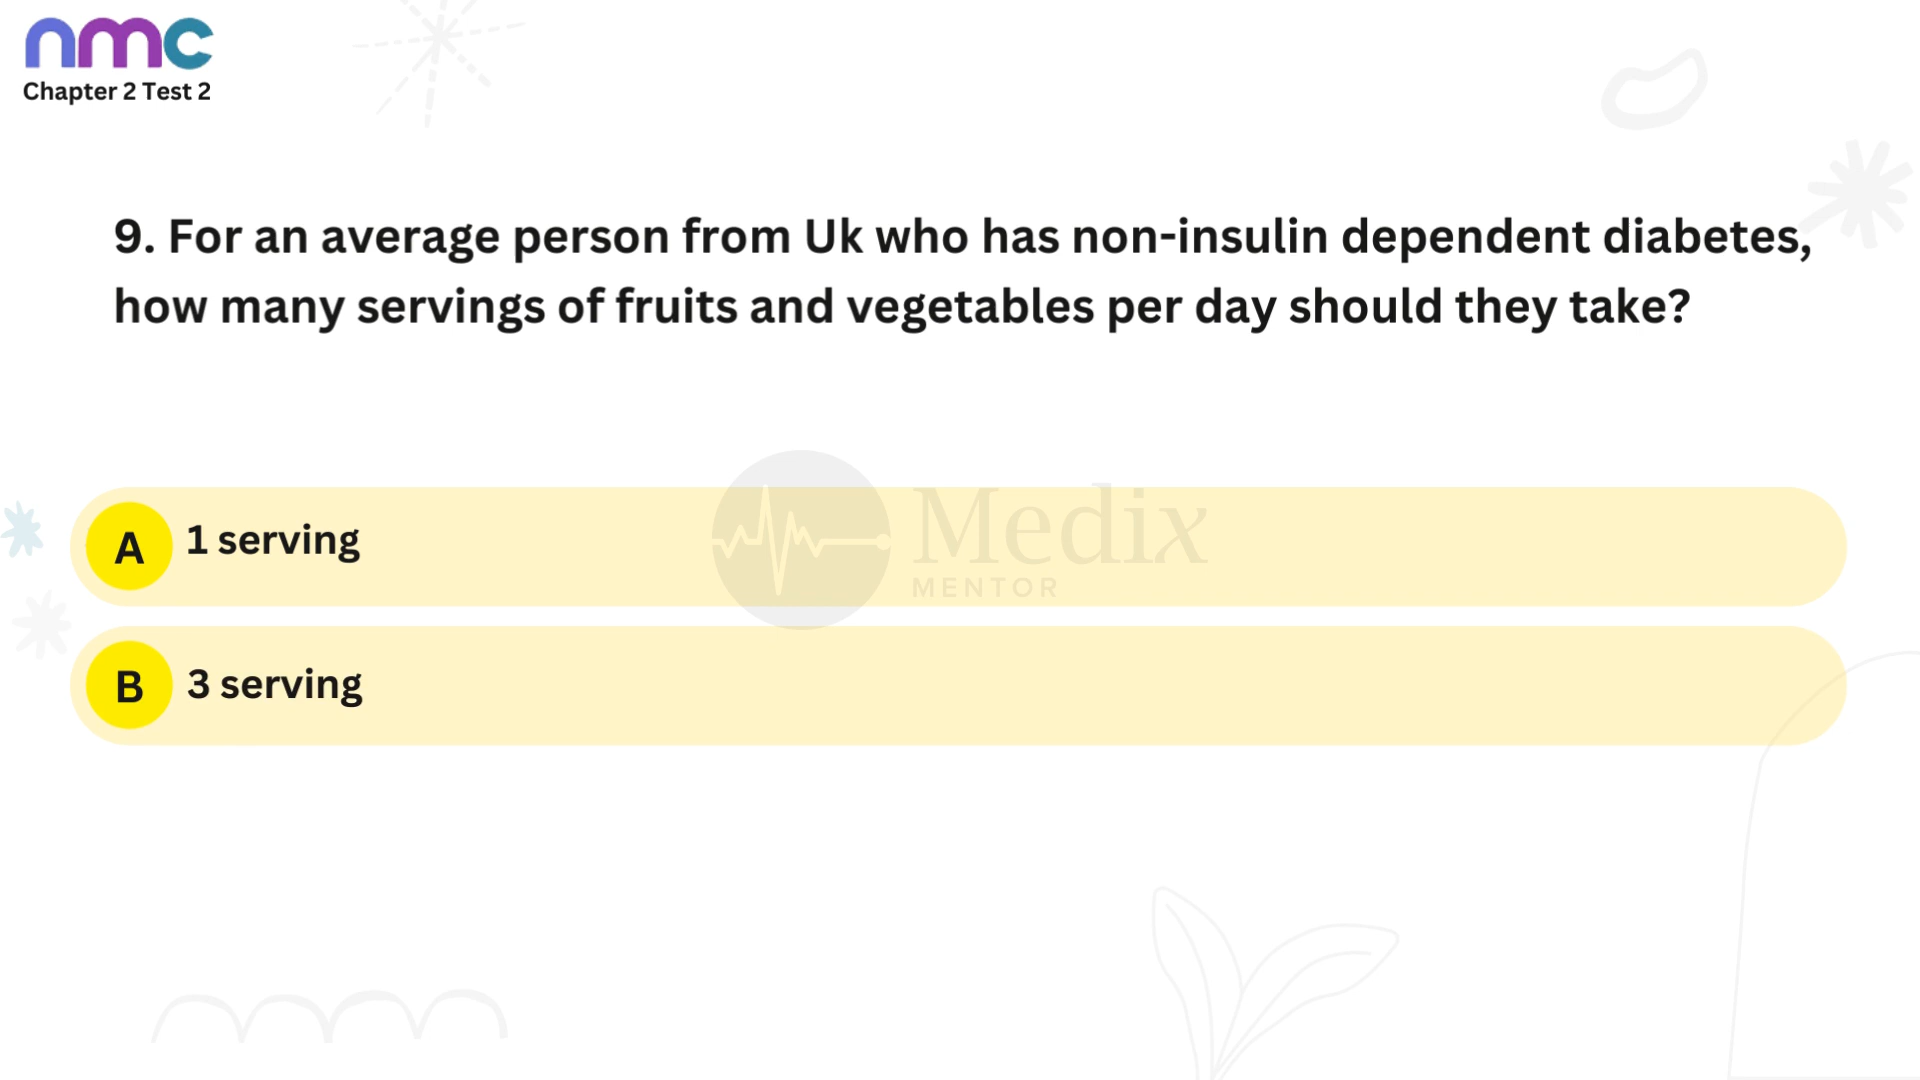 nmc
Chapter 2 Test 2
9. For an average person from Uk who has non-insulin dependent diabetes,
how many servings of fruits and vegetables per day should they take?
A 1 serving
Medix
MENTOR
B 3 serving